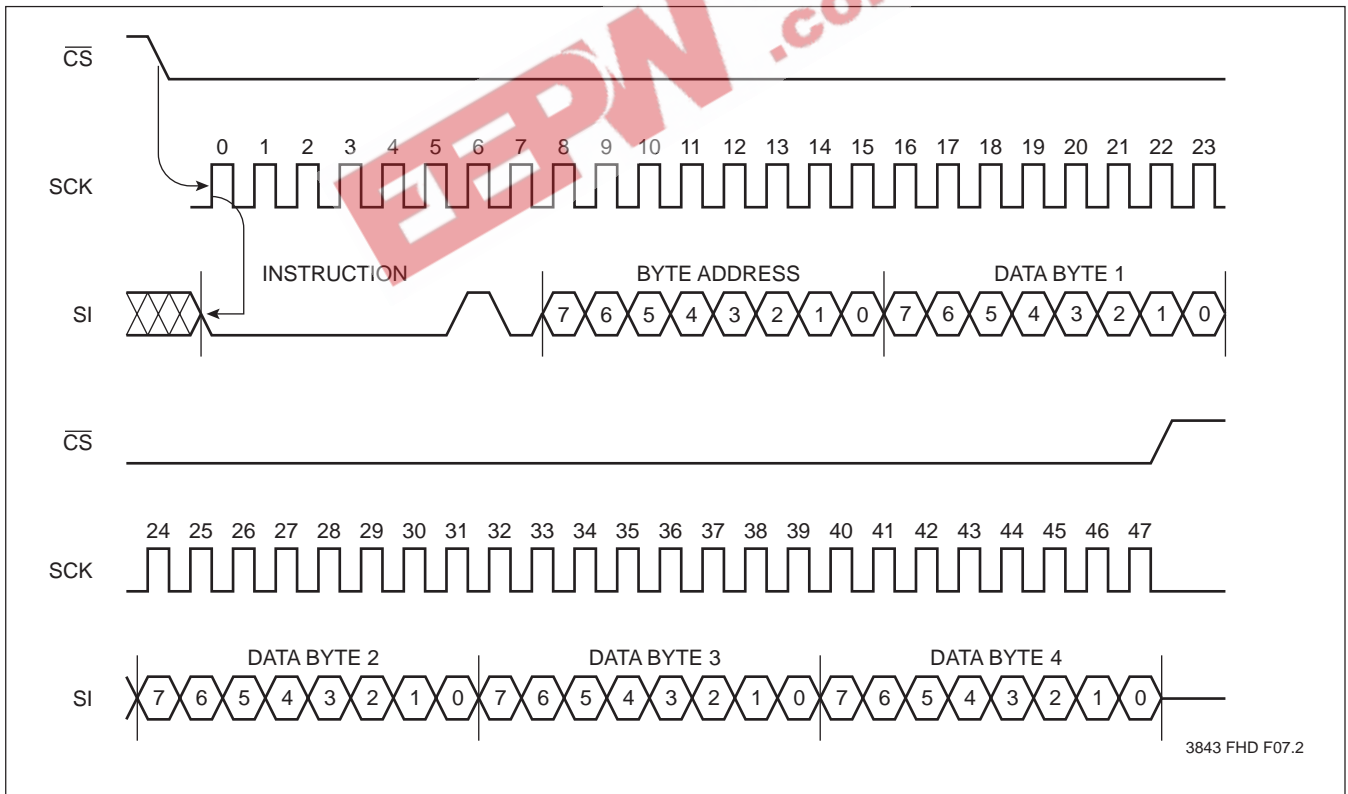 EEPW .com
CS
0 1 2 3 4 5 6 7 8 9 10 11 12 13 14 15 16 17 18 19 20 21 22 23
SCK
INSTRUCTION BYTE ADDRESS DATA BYTE 1
SI 7 6 5 4 3 2 1 0 7 6 5 4 3 2 1 0
CS
24 25 26 27 28 29 30 31 32 33 34 35 36 37 38 39 40 41 42 43 44 45 46 47
SCK
DATA BYTE 2 DATA BYTE 3 DATA BYTE 4
SI 7 6 5 4 3 2 1 0 7 6 5 4 3 2 1 0 7 6 5 4 3 2 1 0
3843 FHD F07.2